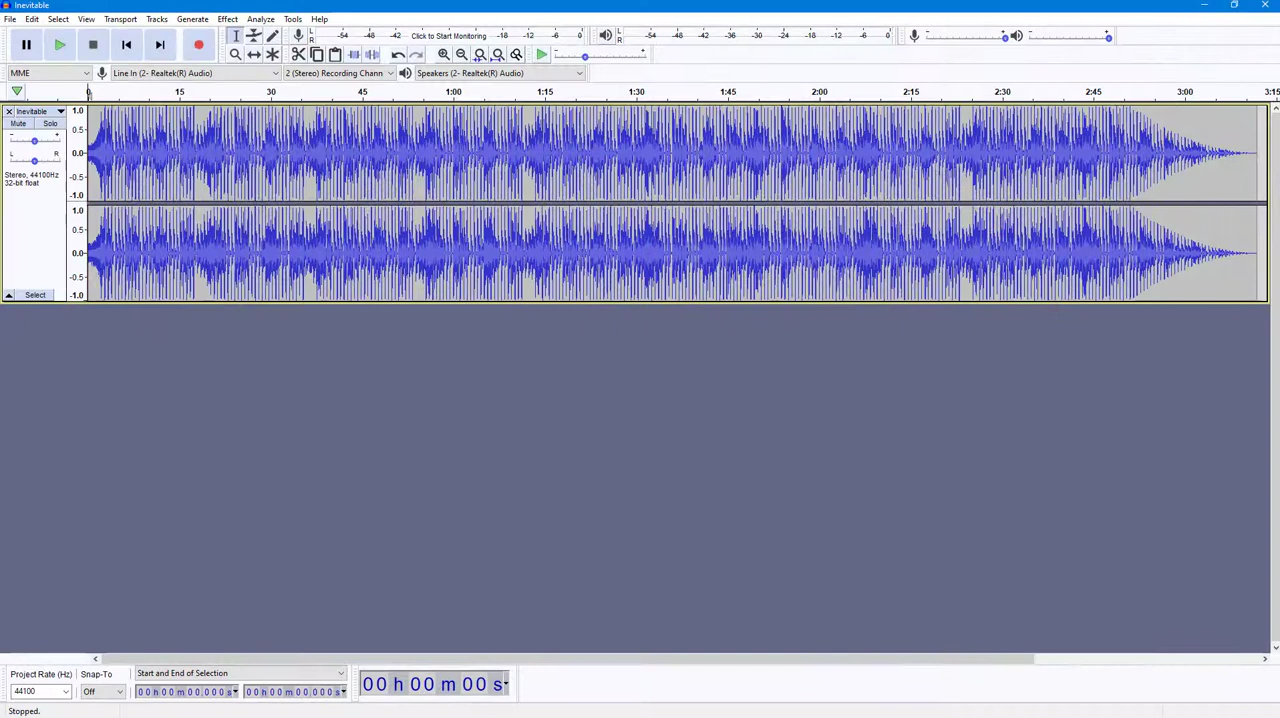 Inevitable
File Edit Select View Transport Tracks Generate Effect Analyze Tools Help
L R -54 -48 -42 Click to Start Monitoring -18 -12 -6 0
L R -54 -48 -42 -36 -30 -24 -18 -12 -6 0
MME Line In (2- Realtek(R) Audio) 2 (Stereo) Recording Chann Speakers (2- Realtek(R) Audio)
0 15 30 45 1:00 1:15 1:30 1:45 2:00 2:15 2:30 2:45 3:00 3:15
Inevitable
Mute Solo
- +
L R
Stereo, 44100Hz
32-bit float
Select
1.0
0.5
0.0
-0.5
-1.0
1.0
0.5
0.0
-0.5
-1.0
Project Rate (Hz) Snap-To Start and End of Selection
44100 Off 00 h 00 m 00.000 s 00 h 00 m 00.000 s
00 h 00 m 00 s
Stopped.